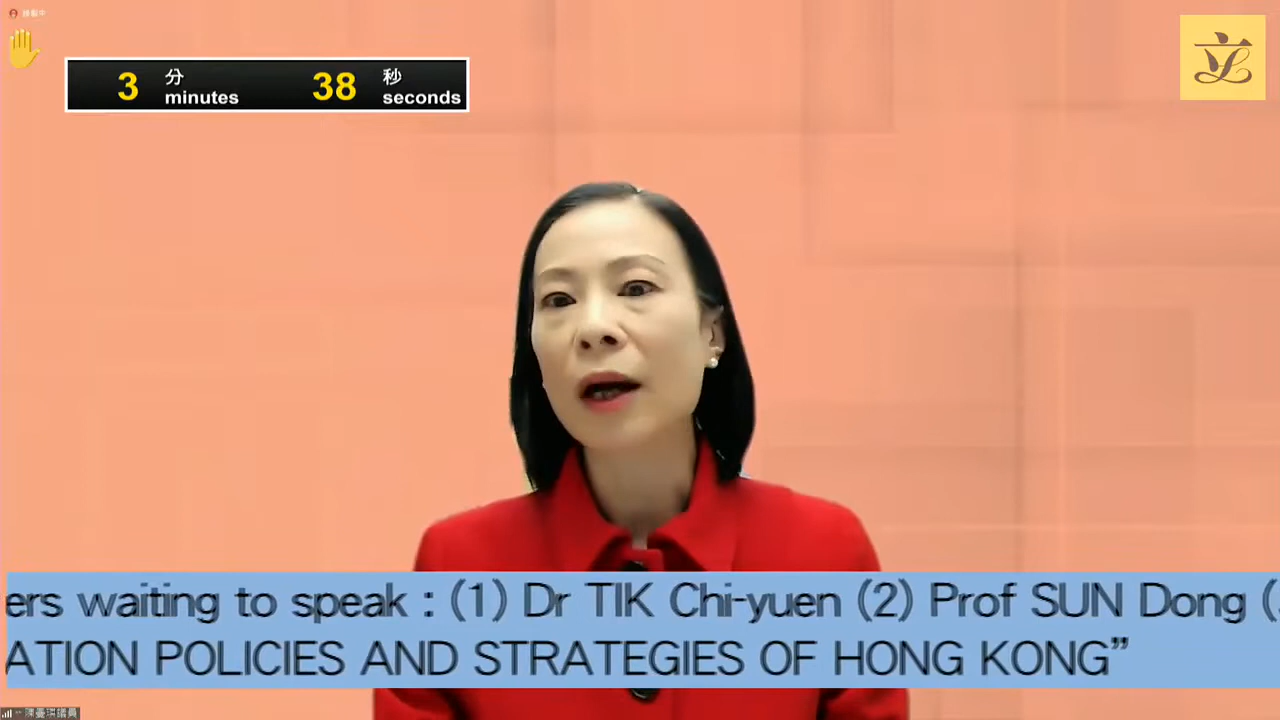 3 分 minutes 38 秒 seconds
ers waiting to speak : (1) Dr TIK Chi-yuen (2) Prof SUN Dong (
ATION POLICIES AND STRATEGIES OF HONG KONG”